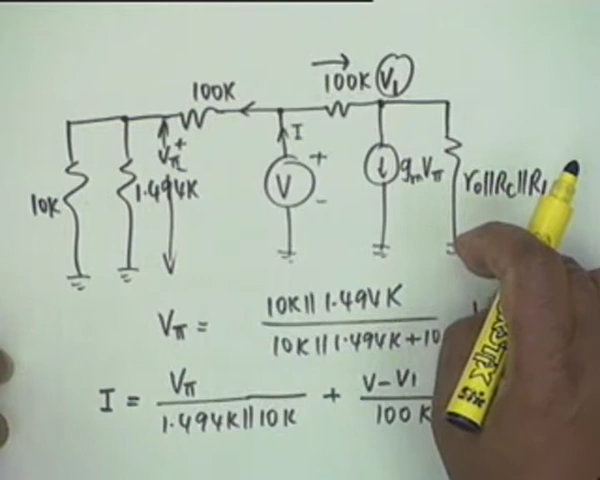 100K
100K
V1
I
Vπ
+
10K
1.494K
V
+
-
gmVπ
ro||Rc||R1
Vπ = 10K||1.494K
10K||1.494K+10
I = Vπ + V-V1
1.494K||10K 100K